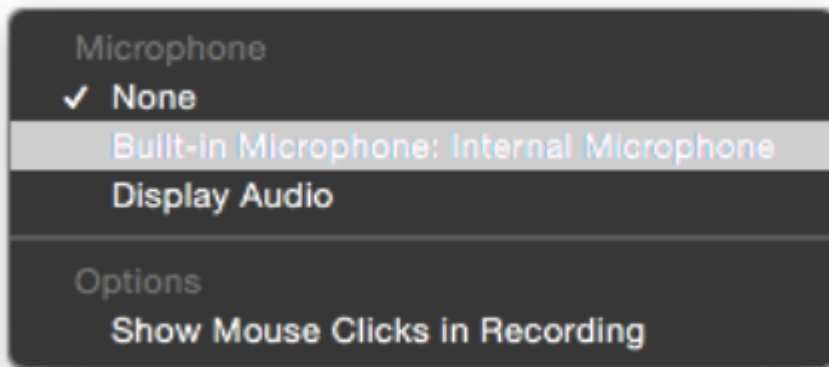 Microphone
✓ None
Built-in Microphone: Internal Microphone
Display Audio
Options
Show Mouse Clicks in Recording